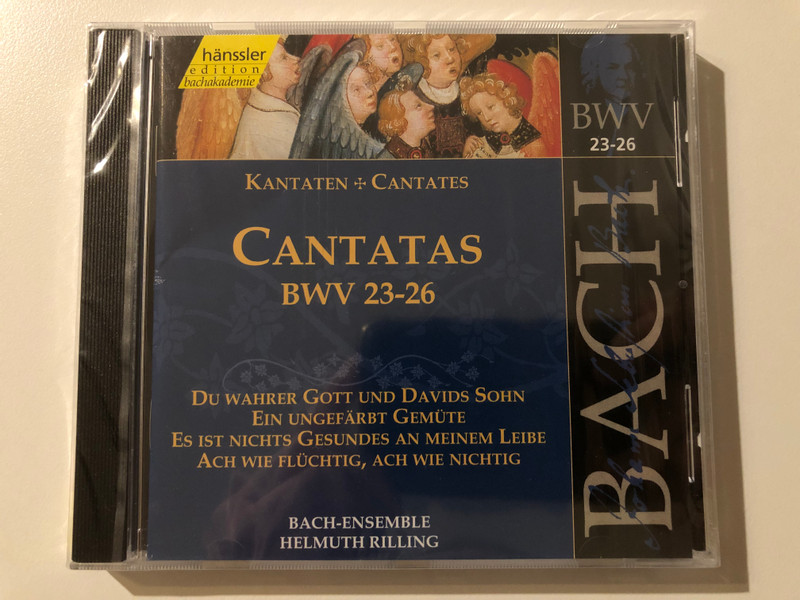 hänssler
edition
bachakademie
BWV
23-26
KANTATEN ✢ CANTATES
CANTATAS
BWV 23-26
DU WAHRER GOTT UND DAVIDS SOHN
EIN UNGEFÄRBT GEMÜTE
ES IST NICHTS GESUNDES AN MEINEM LEIBE
ACH WIE FLÜCHTIG, ACH WIE NICHTIG
BACH-ENSEMBLE
HELMUTH RILLING
BACH